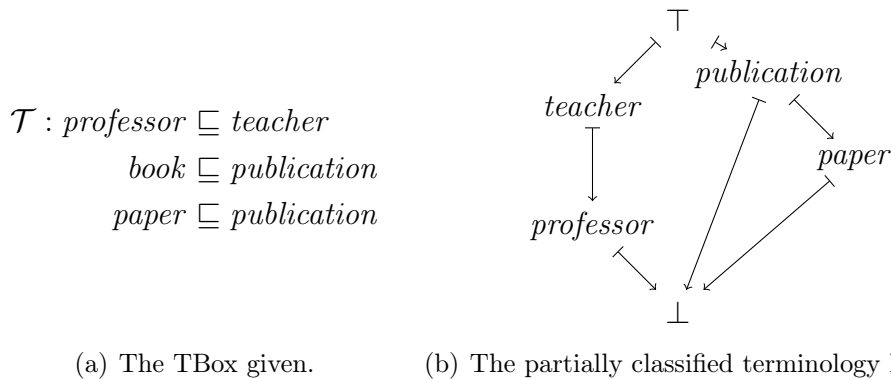 𝒯 : professor ⊑ teacher
book ⊑ publication
paper ⊑ publication
(a) The TBox given.
⊤
publication
teacher
paper
professor
⊥
(b) The partially classified terminology